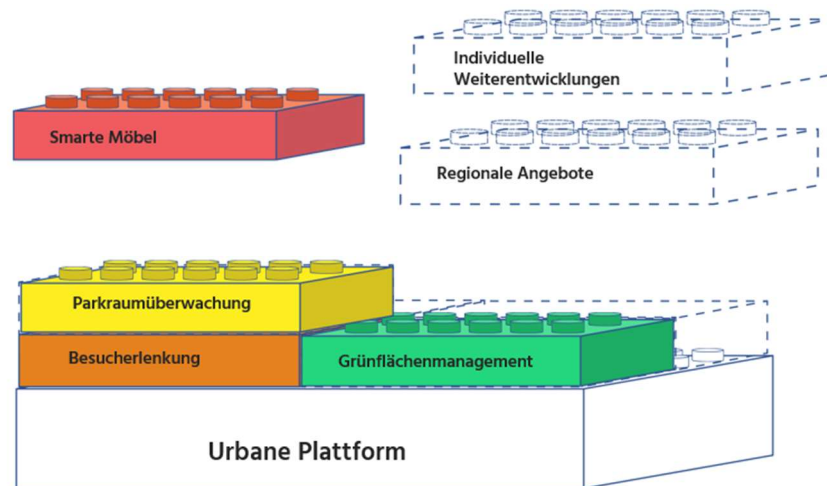 Individuelle
Weiterentwicklungen
Smarte Möbel
Regionale Angebote
Parkraumüberwachung
Besucherlenkung
Grünflächenmanagement
Urbane Plattform